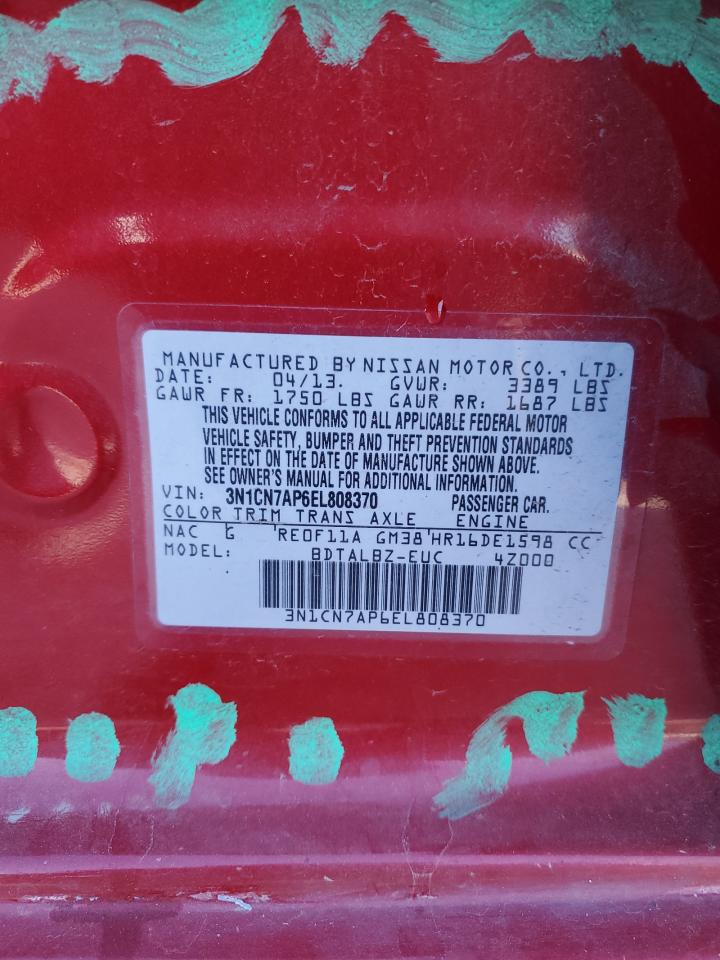 MANUFACTURED BY NISSAN MOTOR CO., LTD.
DATE: 04/13. GVWR: 3389 LBS
GAWR FR: 1750 LBS GAWR RR: 1687 LBS
THIS VEHICLE CONFORMS TO ALL APPLICABLE FEDERAL MOTOR
VEHICLE SAFETY, BUMPER AND THEFT PREVENTION STANDARDS
IN EFFECT ON THE DATE OF MANUFACTURE SHOWN ABOVE.
SEE OWNER'S MANUAL FOR ADDITIONAL INFORMATION.
VIN: 3N1CN7AP6EL808370 PASSENGER CAR.
COLOR TRIM TRANS AXLE ENGINE
NAC G 'RE0F11A GM38'HR16DE1598 CC
MODEL: BDTALBZ-EUC 4Z000
3N1CN7AP6EL808370